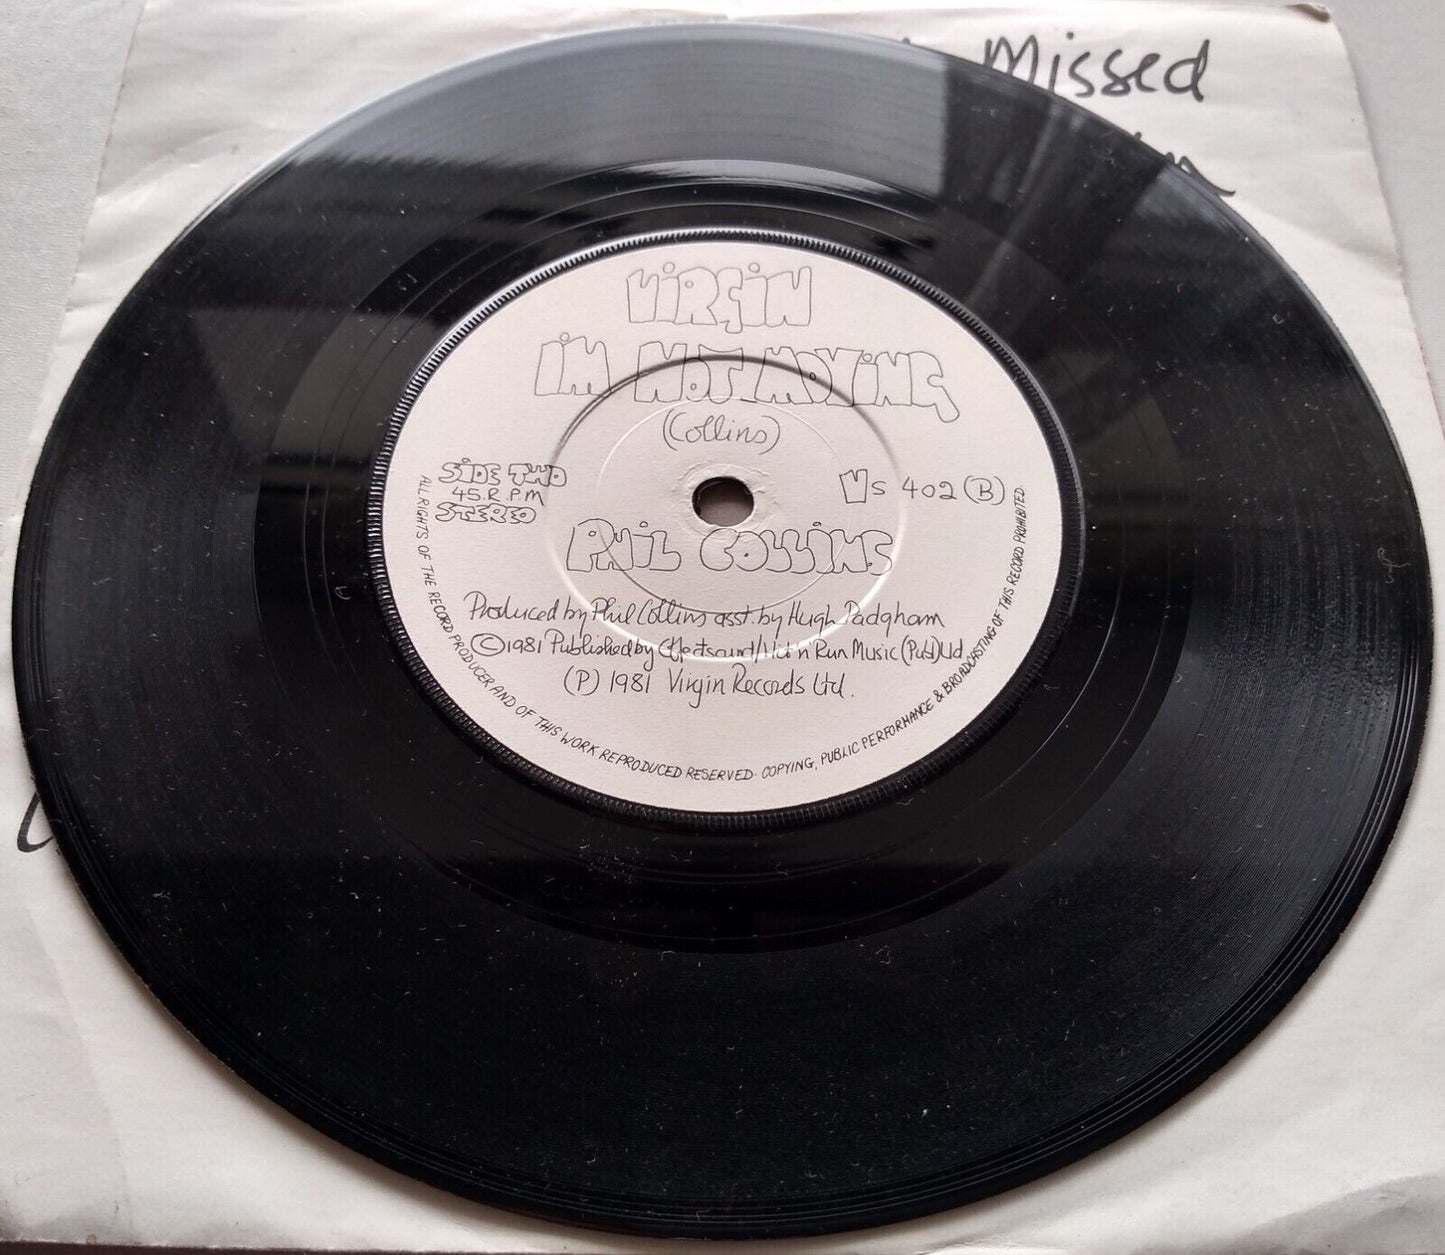 Missed
VIRGIN
I'M NOT MOVING
(Collins)
SIDE TWO
45 R.P.M
STEREO
VS 402 (B)
PHIL COLLINS
Produced by Phil Collins asst. by Hugh Padgham
©1981 Published by Effectsound/Hit 'n Run Music (Pub) Ltd
(P) 1981 Virgin Records Ltd.
ALL RIGHTS OF THE RECORD PRODUCER AND OF THIS WORK REPRODUCED RESERVED· COPYING, PUBLIC PERFORMANCE & BROADCASTING OF THIS RECORD PROHIBITED.